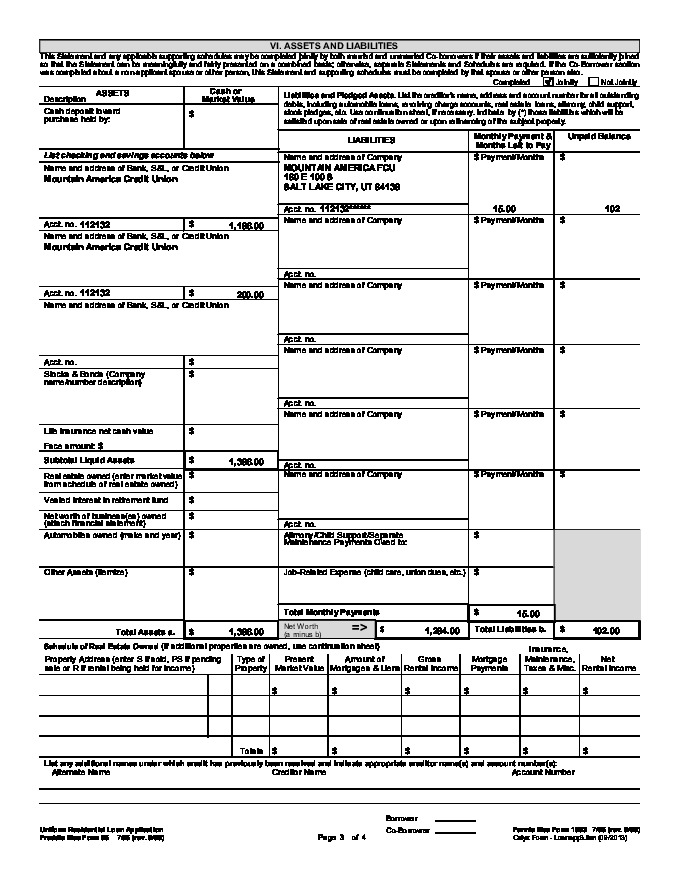 VI. ASSETS AND LIABILITIES
This Statement and any applicable supporting schedules may be completed jointly by both married and unmarried Co-borrowers if their assets and liabilities are sufficiently joined
so that the Statement can be meaningfully and fairly presented on a combined basis; otherwise, separate Statements and Schedules are required. If the Co-Borrower section
was completed about a non-applicant spouse or other person, this Statement and supporting schedules must be completed by that spouse or other person also.
Completed Jointly Not Jointly
ASSETS
Description
Cash or
Market Value
Cash deposit toward
purchase held by:
$
List checking and savings accounts below
Name and address of Bank, S&L, or Credit Union
Mountain America Credit Union
Acct. no. 112132 $ 1,186.00
Name and address of Bank, S&L, or Credit Union
Mountain America Credit Union
Acct. no. 112132 $ 200.00
Name and address of Bank, S&L, or Credit Union
Acct. no. $
Stocks & Bonds (Company
name/number description) $
Life insurance net cash value $
Face amount: $
Subtotal Liquid Assets $ 1,386.00
Real estate owned (enter market value
from schedule of real estate owned) $
Vested interest in retirement fund $
Net worth of business(es) owned
(attach financial statement) $
Automobiles owned (make and year) $
Other Assets (itemize) $
Total Assets a. $ 1,386.00
Liabilities and Pledged Assets. List the creditor's name, address and account number for all outstanding
debts, including automobile loans, revolving charge accounts, real estate loans, alimony, child support,
stock pledges, etc. Use continuation sheet, if necessary. Indicate by (*) those liabilities which will be
satisfied upon sale of real estate owned or upon refinancing of the subject property.
LIABILITIES
Monthly Payment &
Months Left to Pay
Unpaid Balance
Name and address of Company $ Payment/Months $
MOUNTAIN AMERICA FCU
SALT LAKE CITY, UT
Acct. no. 112132****** 15.00 102
Name and address of Company $ Payment/Months $
Acct. no.
Name and address of Company $ Payment/Months $
Acct. no.
Name and address of Company $ Payment/Months $
Acct. no.
Name and address of Company $ Payment/Months $
Acct. no.
Name and address of Company $ Payment/Months $
Acct. no.
Alimony/Child Support/Separate
Maintenance Payments Owed to: $
Job-Related Expense (child care, union dues, etc.) $
Total Monthly Payments $ 15.00
Net Worth
(a minus b) => $ 1,284.00 Total Liabilities b. $ 102.00
Schedule of Real Estate Owned (if additional properties are owned, use continuation sheet)
Property Address (enter S if sold, PS if pending
sale or R if rental being held for income)
Type of
Property
Present
Market Value
Amount of
Mortgages & Liens
Gross
Rental Income
Mortgage
Payments
Insurance,
Maintenance,
Taxes & Misc.
Net
Rental Income
$ $ $ $ $ $
Totals $ $ $ $ $ $
List any additional names under which credit has previously been received and indicate appropriate creditor name(s) and account number(s):
Alternate Name Creditor Name Account Number
Borrower
Co-Borrower
Uniform Residential Loan Application
Freddie Mac Form 65 7/05 (rev. 6/09)
Page 3 of 4
Fannie Mae Form 1003 7/05 (rev. 6/09)
Calyx Form - Loanapp3.frm (09/2013)